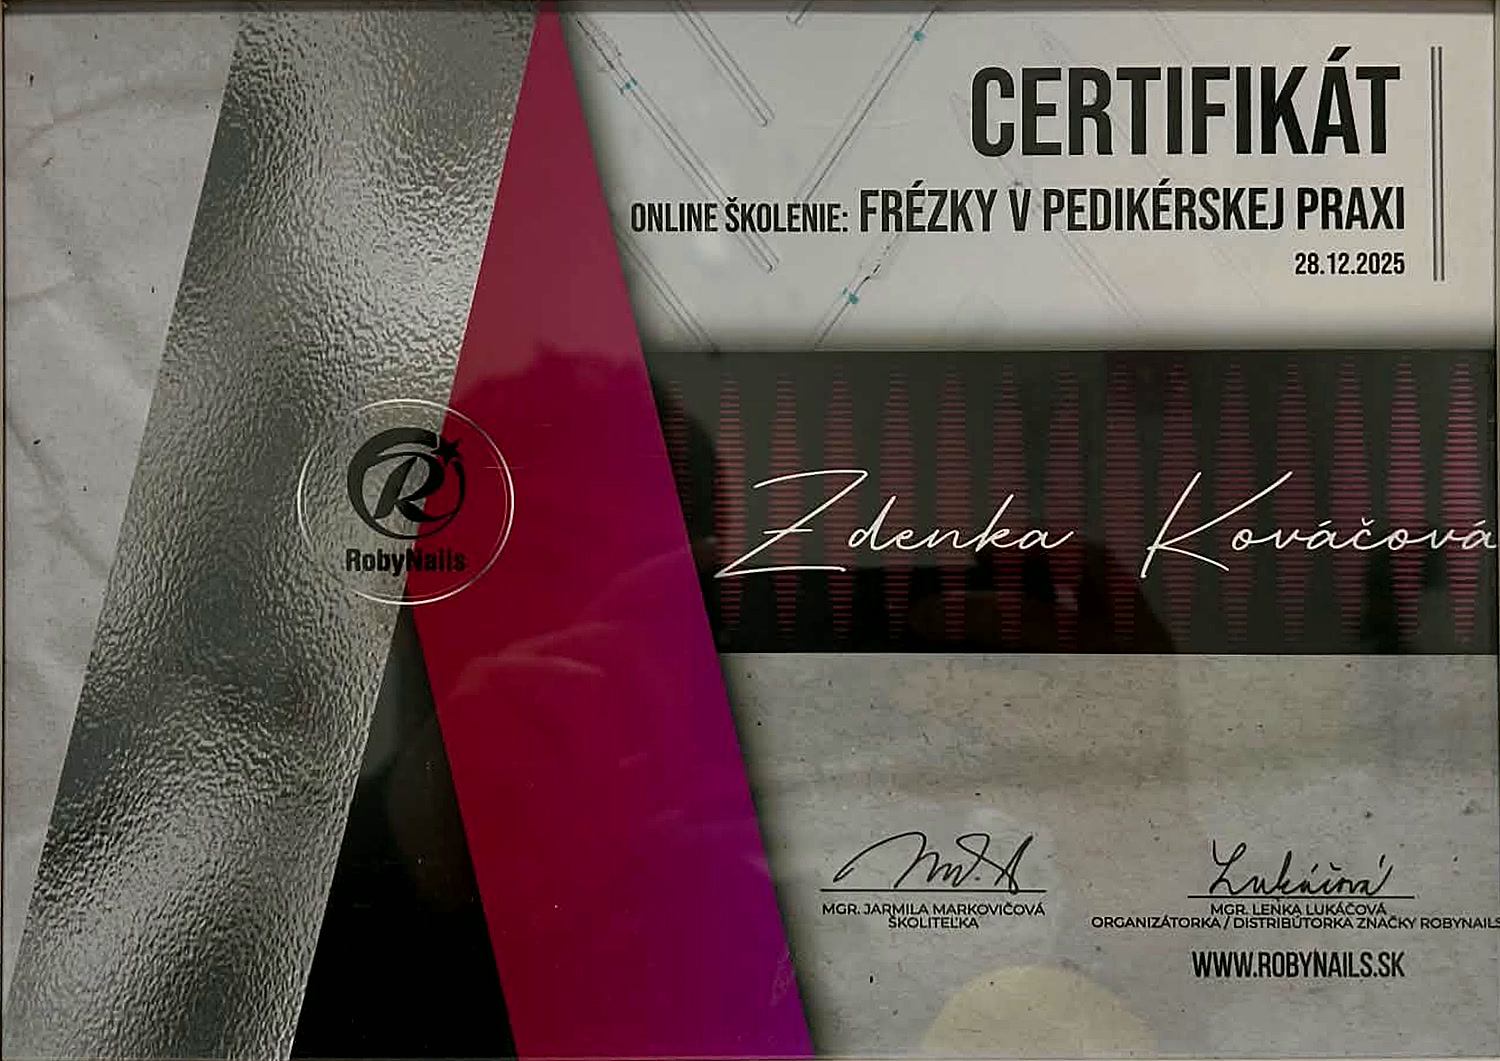 CERTIFIKÁT
ONLINE ŠKOLENIE: FRÉZKY V PEDIKÉRSKEJ PRAXI
28.12.2025
RobyNails
Zdenka Kováčová
MGR. JARMILA MARKOVIČOVÁ
ŠKOLITEĽKA
Lukáčová
MGR. LENKA LUKÁČOVÁ
ORGANIZÁTORKA / DISTRIBÚTORKA ZNAČKY ROBYNAILS
WWW.ROBYNAILS.SK